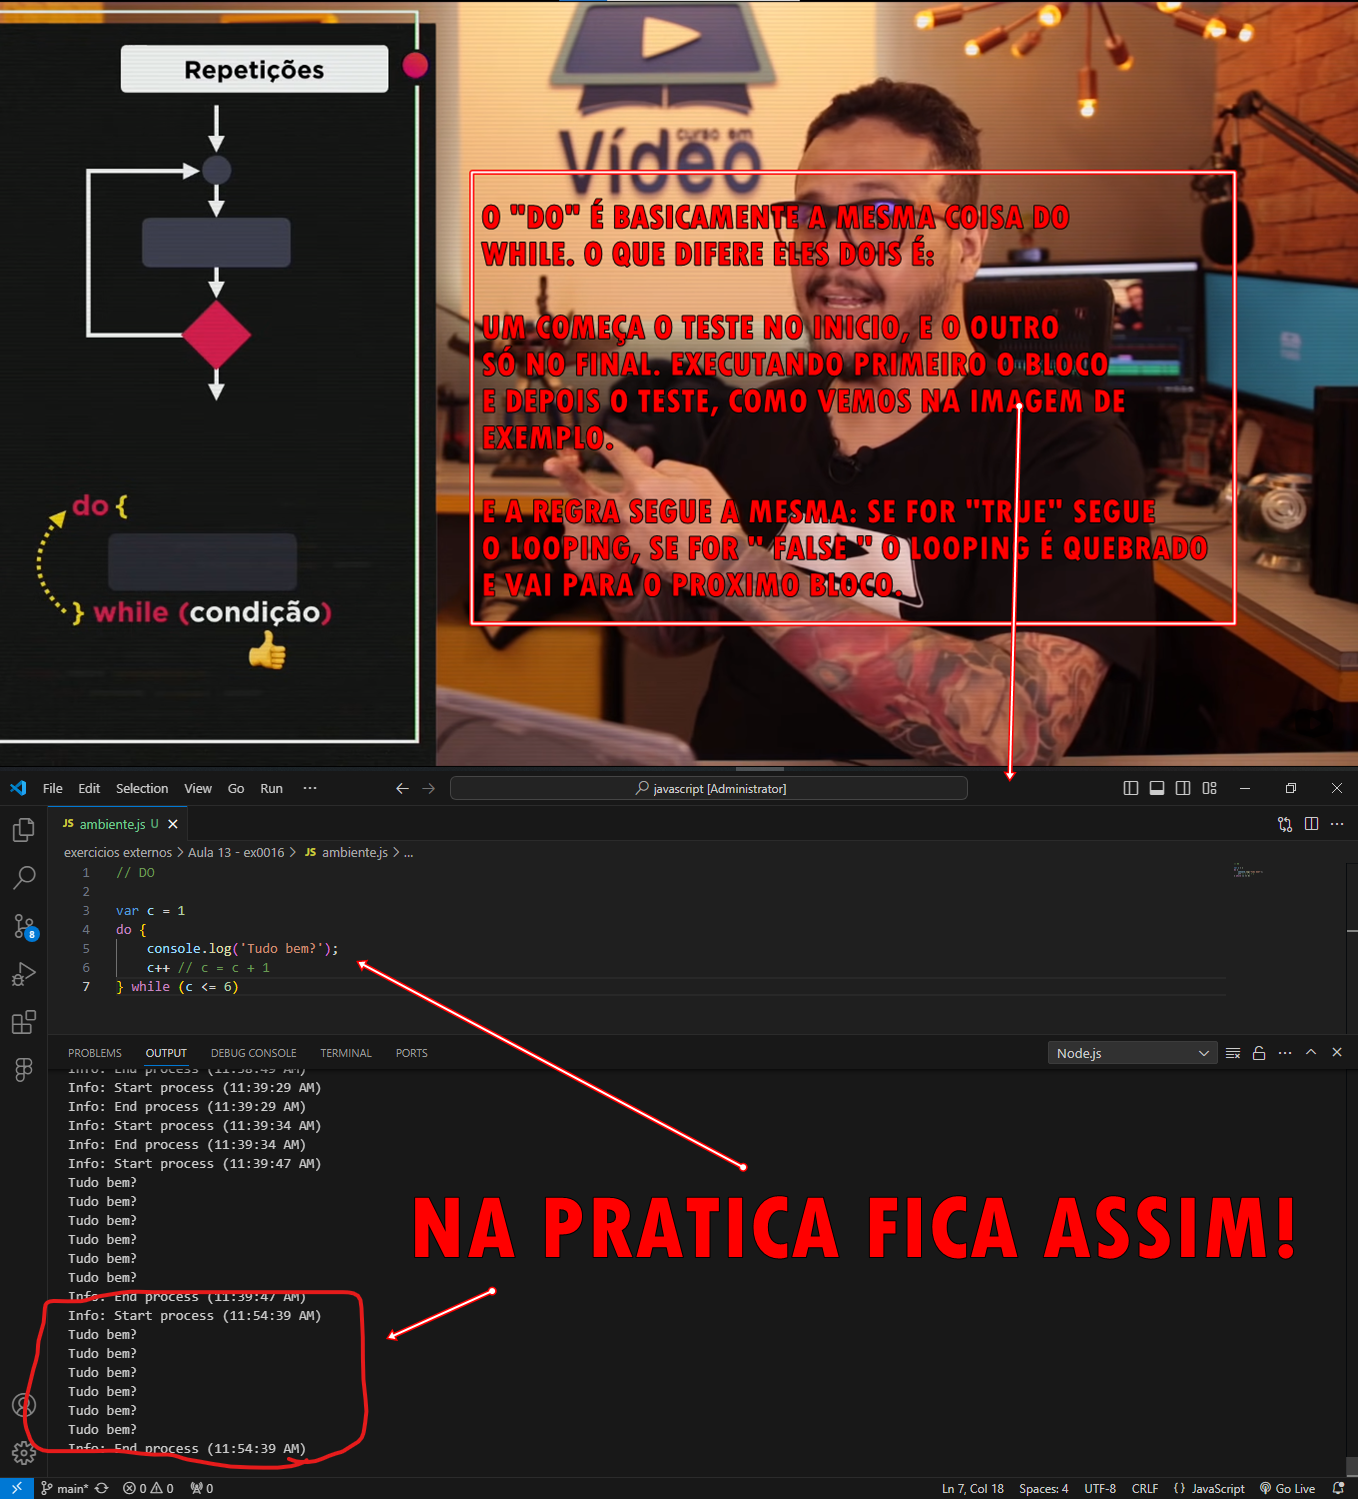 Repetições
curso em
Vídeo
O "DO" É BASICAMENTE A MESMA COISA DO
WHILE. O QUE DIFERE ELES DOIS É:
UM COMEÇA O TESTE NO INICIO, E O OUTRO
SÓ NO FINAL. EXECUTANDO PRIMEIRO O BLOCO
E DEPOIS O TESTE, COMO VEMOS NA IMAGEM DE
EXEMPLO.
E A REGRA SEGUE A MESMA: SE FOR "TRUE" SEGUE
O LOOPING, SE FOR " FALSE " O LOOPING É QUEBRADO
E VAI PARA O PROXIMO BLOCO.
do {
} while (condição)
File Edit Selection View Go Run ···
javascript [Administrator]
JS ambiente.js U
exercicios externos > Aula 13 - ex0016 > JS ambiente.js > ...
1 // DO
2
3 var c = 1
4 do {
5 console.log('Tudo bem?');
6 c++ // c = c + 1
7 } while (c <= 6)
8
PROBLEMS OUTPUT DEBUG CONSOLE TERMINAL PORTS
Node.js
Info: End process (11:38:49 AM)
Info: Start process (11:39:29 AM)
Info: End process (11:39:29 AM)
Info: Start process (11:39:34 AM)
Info: End process (11:39:34 AM)
Info: Start process (11:39:47 AM)
Tudo bem?
Tudo bem?
Tudo bem?
Tudo bem?
Tudo bem?
Tudo bem?
Info: End process (11:39:47 AM)
Info: Start process (11:54:39 AM)
Tudo bem?
Tudo bem?
Tudo bem?
Tudo bem?
Tudo bem?
Tudo bem?
Info: End process (11:54:39 AM)
NA PRATICA FICA ASSIM!
main* 0 0 0
Ln 7, Col 18 Spaces: 4 UTF-8 CRLF {} JavaScript Go Live